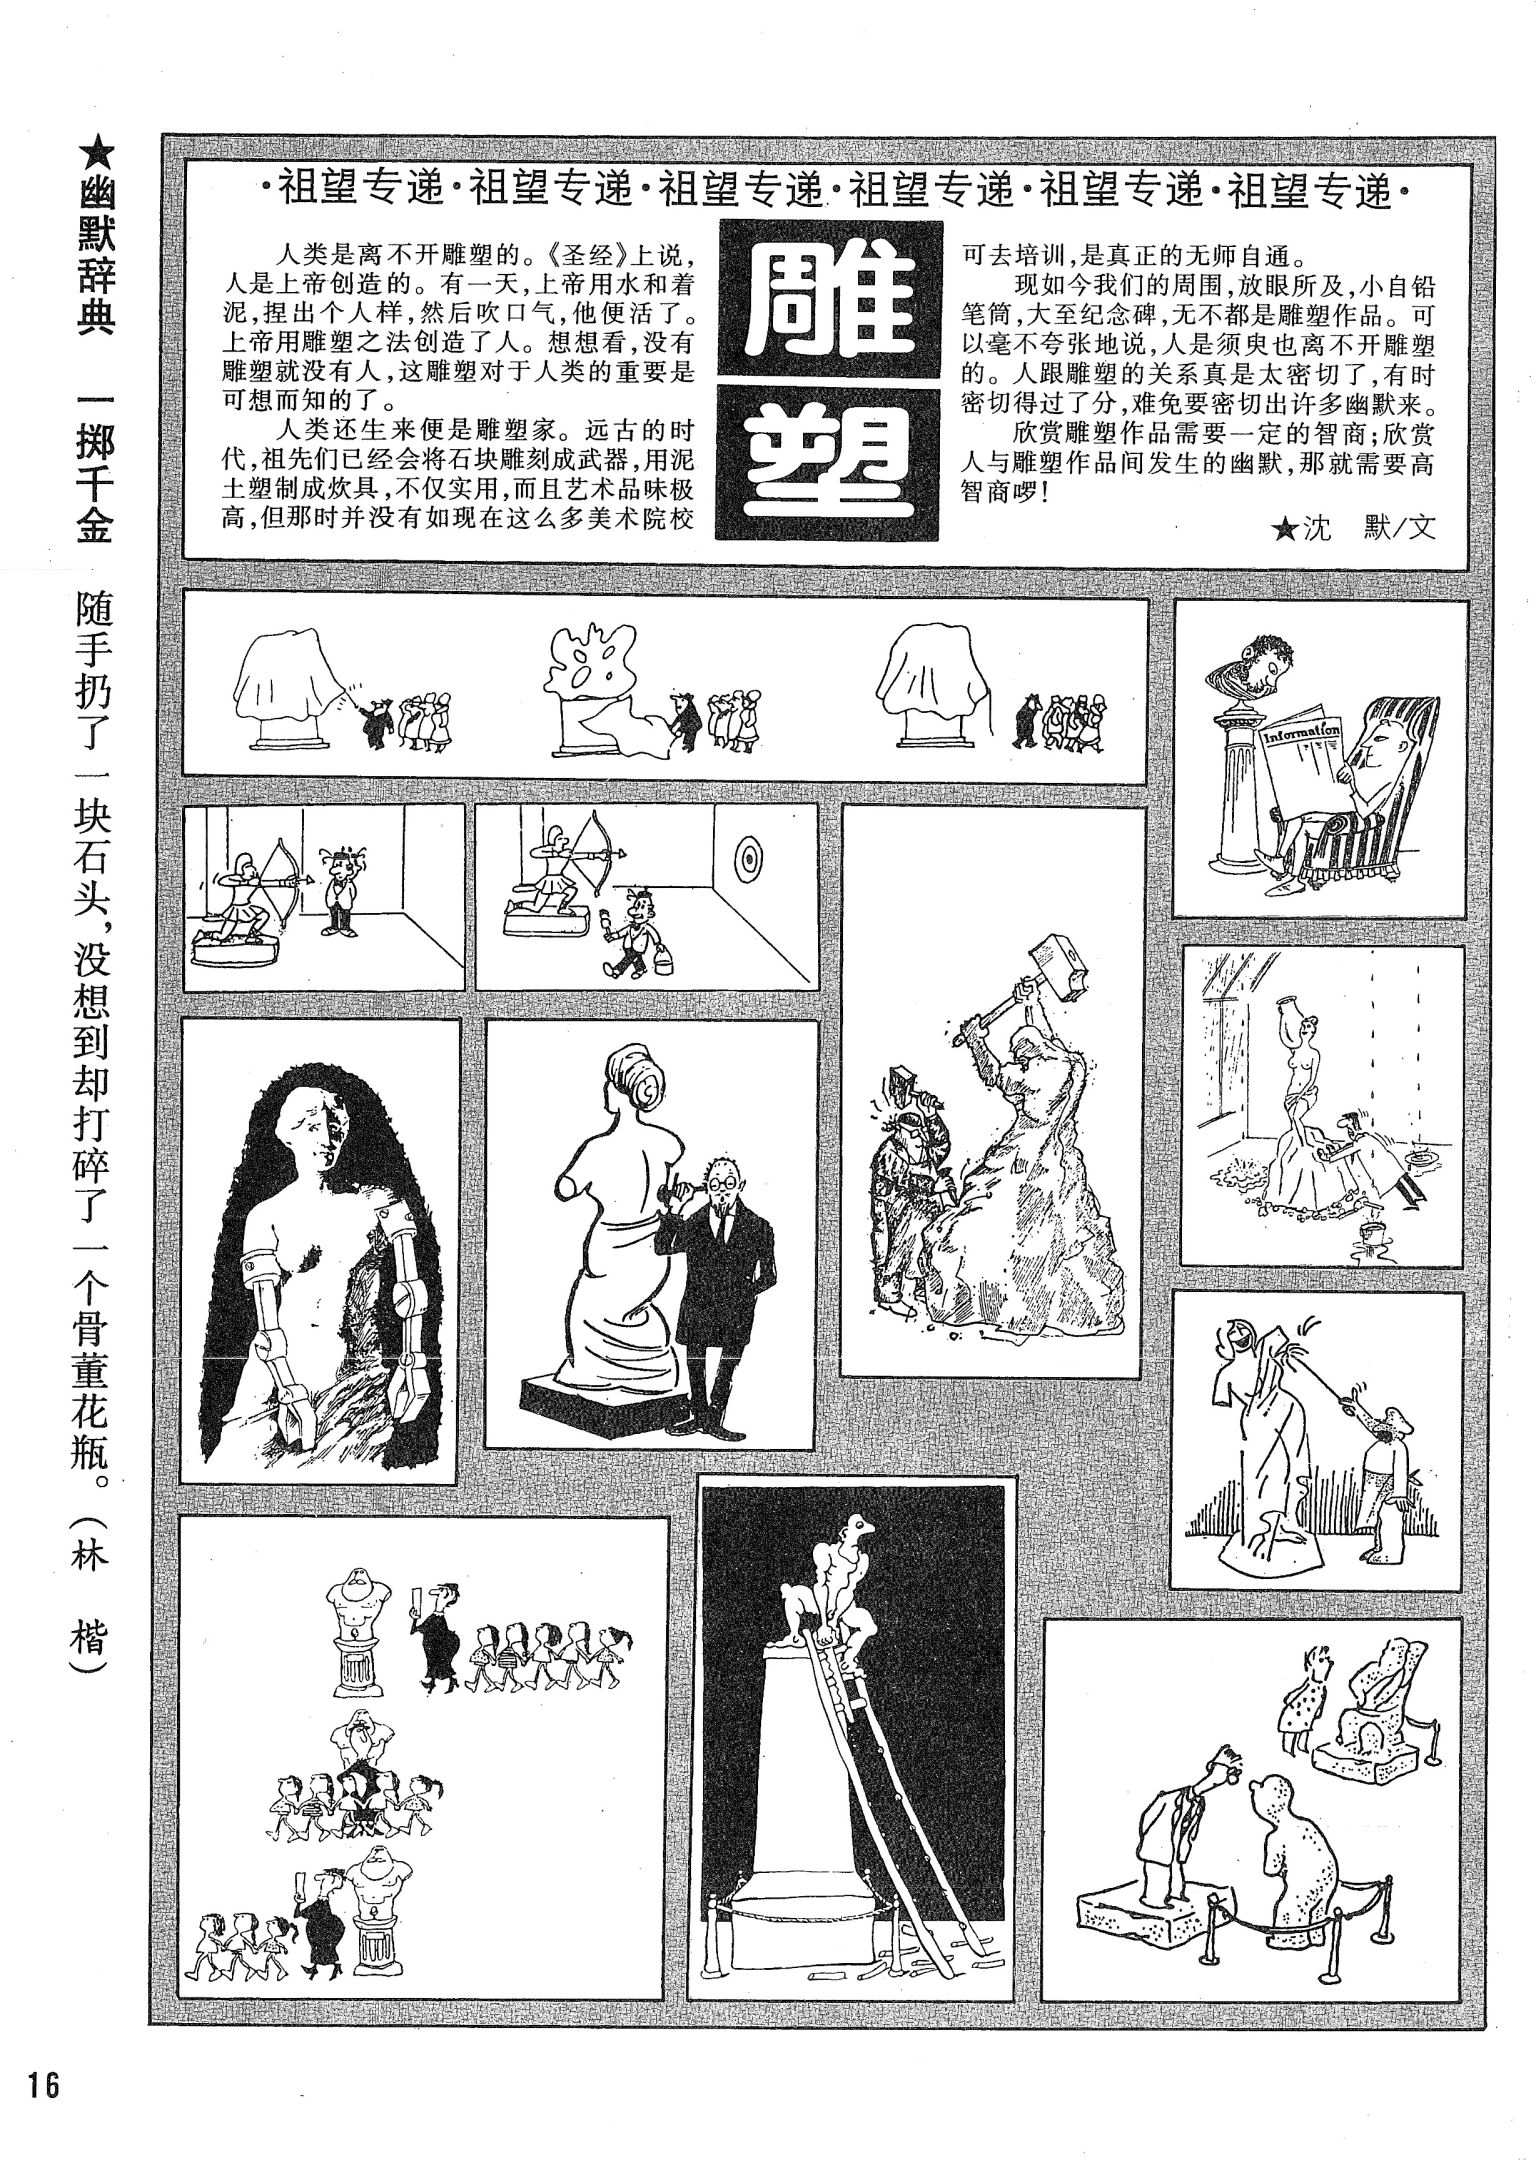 ·祖望专递·祖望专递·祖望专递·祖望专递·祖望专递·祖望专递·
雕
塑
人类是离不开雕塑的。《圣经》上说,
人是上帝创造的。有一天,上帝用水和着
泥,捏出个人样,然后吹口气,他便活了。
上帝用雕塑之法创造了人。想想看,没有
雕塑就没有人,这雕塑对于人类的重要是
可想而知的了。
人类还生来便是雕塑家。远古的时
代,祖先们已经会将石块雕刻成武器,用泥
土塑制成炊具,不仅实用,而且艺术品味极
高,但那时并没有如现在这么多美术院校
可去培训,是真正的无师自通。
现如今我们的周围,放眼所及,小自铅
笔筒,大至纪念碑,无不都是雕塑作品。可
以毫不夸张地说,人是须臾也离不开雕塑
的。人跟雕塑的关系真是太密切了,有时
密切得过了分,难免要密切出许多幽默来。
欣赏雕塑作品需要一定的智商;欣赏
人与雕塑作品间发生的幽默,那就需要高
智商啰!
★沈　默/文
Information
★幽默辞典　一掷千金　随手扔了一块石头,没想到却打碎了一个骨董花瓶。(林　楷)
16